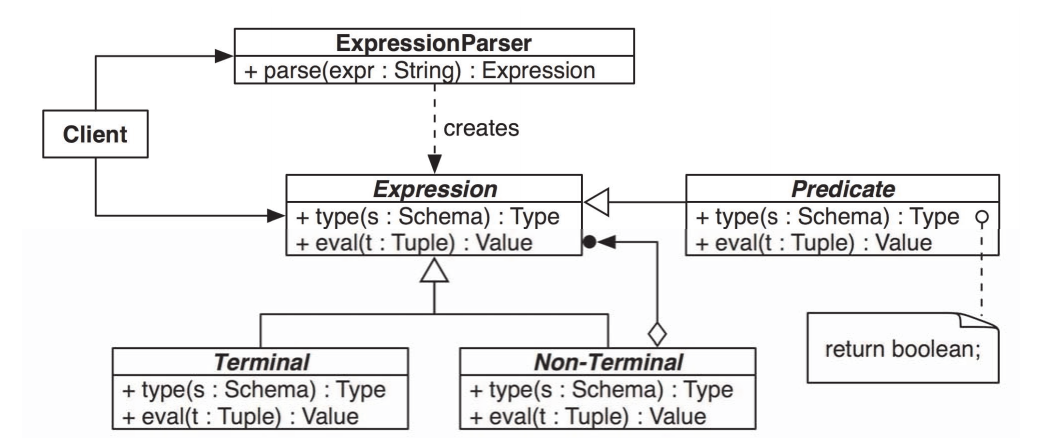 ExpressionParser
+ parse(expr : String) : Expression
Client
creates
Expression
+ type(s : Schema) : Type
+ eval(t : Tuple) : Value
Predicate
+ type(s : Schema) : Type
+ eval(t : Tuple) : Value
return boolean;
Terminal
+ type(s : Schema) : Type
+ eval(t : Tuple) : Value
Non-Terminal
+ type(s : Schema) : Type
+ eval(t : Tuple) : Value